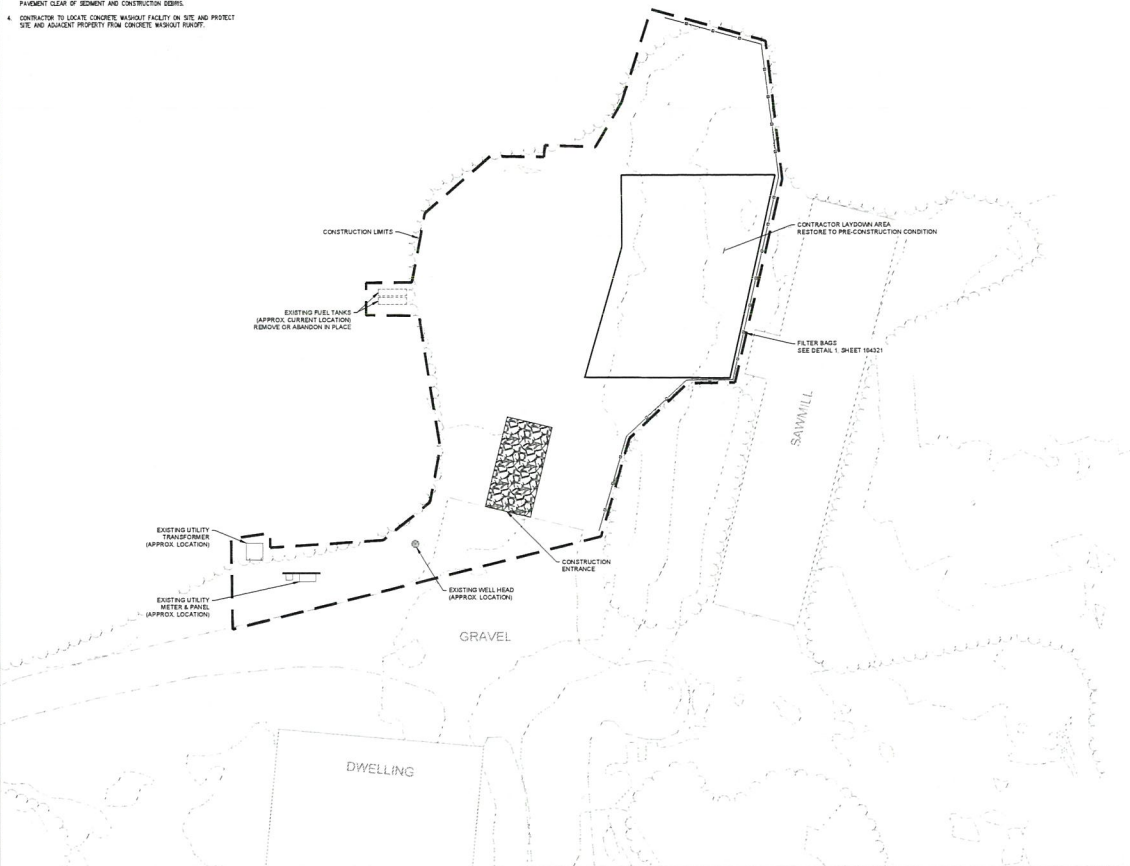 PAVEMENT CLEAR OF SEDIMENT AND CONSTRUCTION DEBRIS.
4. CONTRACTOR TO LOCATE CONCRETE WASHOUT FACILITY ON SITE AND PROTECT
SITE AND ADJACENT PROPERTY FROM CONCRETE WASHOUT RUNOFF.
CONSTRUCTION LIMITS
CONTRACTOR LAYDOWN AREA
RESTORE TO PRE-CONSTRUCTION CONDITION
EXISTING FUEL TANKS
(APPROX. CURRENT LOCATION)
REMOVE OR ABANDON IN PLACE
FILTER BAGS
SEE DETAIL 1, SHEET 184321
SAWMILL
EXISTING UTILITY
TRANSFORMER
(APPROX. LOCATION)
CONSTRUCTION
ENTRANCE
EXISTING WELL HEAD
(APPROX. LOCATION)
EXISTING UTILITY
METER & PANEL
(APPROX. LOCATION)
GRAVEL
DWELLING